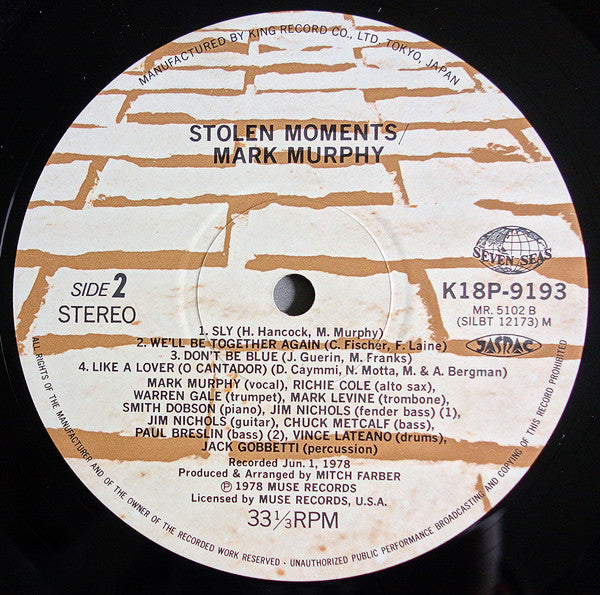 MANUFACTURED BY KING RECORD CO., LTD. TOKYO, JAPAN
STOLEN MOMENTS/
MARK MURPHY
SEVEN SEAS
SIDE 2
STEREO
K18P-9193
MR. 5102 B
(SILBT 12173) M
JASRAC
1. SLY (H. Hancock, M. Murphy)
2. WE'LL BE TOGETHER AGAIN (C. Fischer, F. Laine)
3. DON'T BE BLUE (J. Guerin, M. Franks)
4. LIKE A LOVER (O CANTADOR) (D. Caymmi, N. Motta, M. & A. Bergman)
MARK MURPHY (vocal), RICHIE COLE (alto sax),
WARREN GALE (trumpet), MARK LEVINE (trombone),
SMITH DOBSON (piano), JIM NICHOLS (fender bass) (1),
JIM NICHOLS (guitar), CHUCK METCALF (bass),
PAUL BRESLIN (bass) (2), VINCE LATEANO (drums),
JACK GOBBETTI (percussion)
Recorded Jun. 1, 1978
Produced & Arranged by MITCH FARBER
℗ 1978 MUSE RECORDS
Licensed by MUSE RECORDS, U.S.A.
33 1/3 RPM
ALL RIGHTS OF THE MANUFACTURER AND OF THE OWNER OF THE RECORDED WORK RESERVED · UNAUTHORIZED PUBLIC PERFORMANCE BROADCASTING AND COPYING OF THIS RECORD PROHIBITED